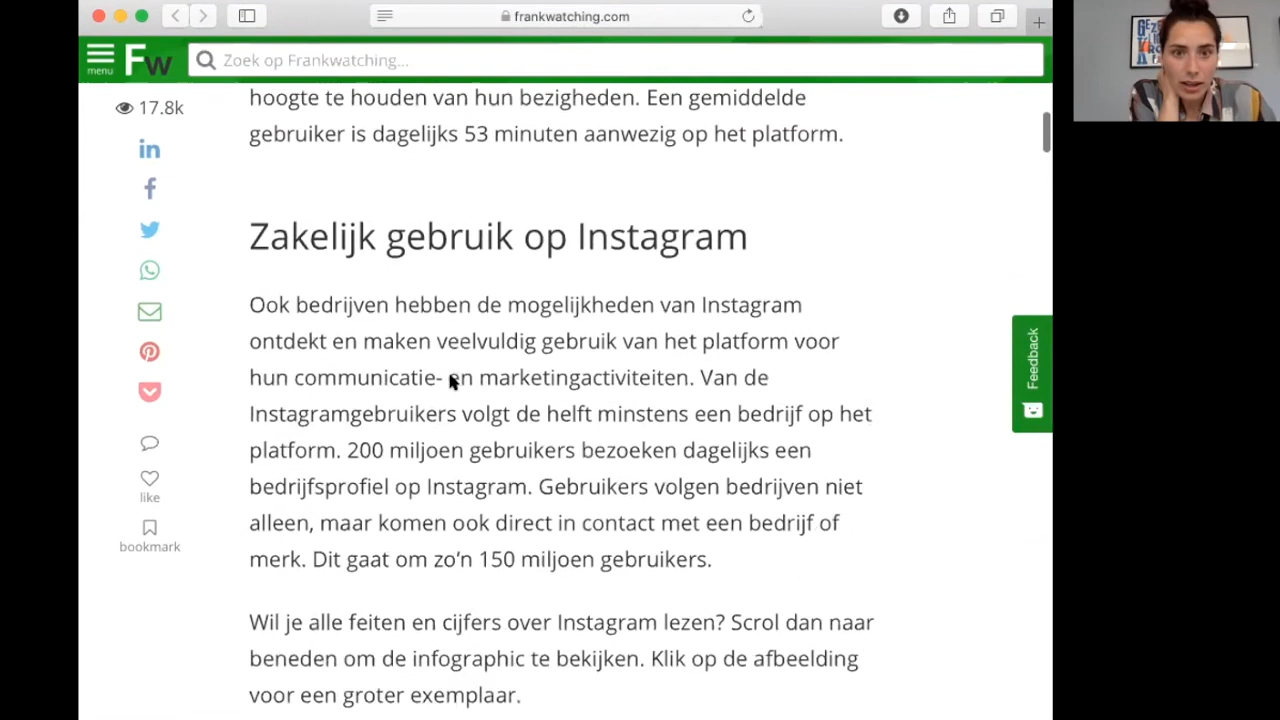 frankwatching.com
menu
Fw
Zoek op Frankwatching...
17.8k
hoogte te houden van hun bezigheden. Een gemiddelde
gebruiker is dagelijks 53 minuten aanwezig op het platform.
Zakelijk gebruik op Instagram
Ook bedrijven hebben de mogelijkheden van Instagram
ontdekt en maken veelvuldig gebruik van het platform voor
hun communicatie- en marketingactiviteiten. Van de
Instagramgebruikers volgt de helft minstens een bedrijf op het
platform. 200 miljoen gebruikers bezoeken dagelijks een
bedrijfsprofiel op Instagram. Gebruikers volgen bedrijven niet
alleen, maar komen ook direct in contact met een bedrijf of
merk. Dit gaat om zo’n 150 miljoen gebruikers.
Wil je alle feiten en cijfers over Instagram lezen? Scrol dan naar
beneden om de infographic te bekijken. Klik op de afbeelding
voor een groter exemplaar.
like
bookmark
Feedback